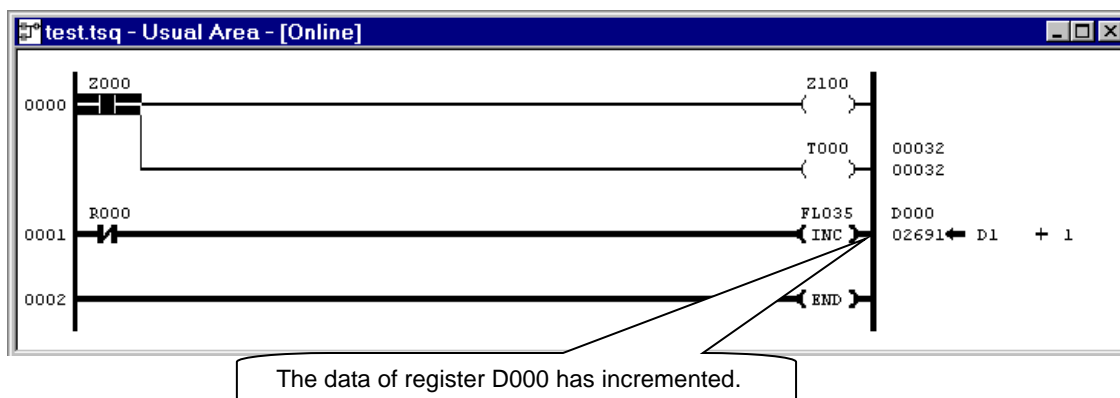 test.tsq - Usual Area - [Online]
Z000 Z100
0000
T000 00032
00032
R000 FL035 D000
0001 INC 02691 ← D1 + 1
0002 END
The data of register D000 has incremented.